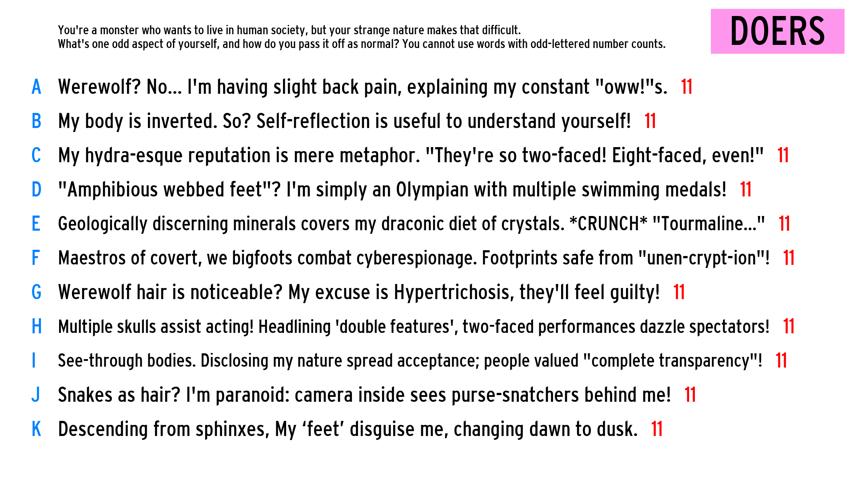 You're a monster who wants to live in human society, but your strange nature makes that difficult.
What's one odd aspect of yourself, and how do you pass it off as normal? You cannot use words with odd-lettered number counts.
DOERS
A Werewolf? No... I'm having slight back pain, explaining my constant "oww!"s. 11
B My body is inverted. So? Self-reflection is useful to understand yourself! 11
C My hydra-esque reputation is mere metaphor. "They're so two-faced! Eight-faced, even!" 11
D "Amphibious webbed feet"? I'm simply an Olympian with multiple swimming medals! 11
E Geologically discerning minerals covers my draconic diet of crystals. *CRUNCH* "Tourmaline..." 11
F Maestros of covert, we bigfoots combat cyberespionage. Footprints safe from "unen-crypt-ion"! 11
G Werewolf hair is noticeable? My excuse is Hypertrichosis, they'll feel guilty! 11
H Multiple skulls assist acting! Headlining 'double features', two-faced performances dazzle spectators! 11
I See-through bodies. Disclosing my nature spread acceptance; people valued "complete transparency"! 11
J Snakes as hair? I'm paranoid: camera inside sees purse-snatchers behind me! 11
K Descending from sphinxes, My ‘feet’ disguise me, changing dawn to dusk. 11